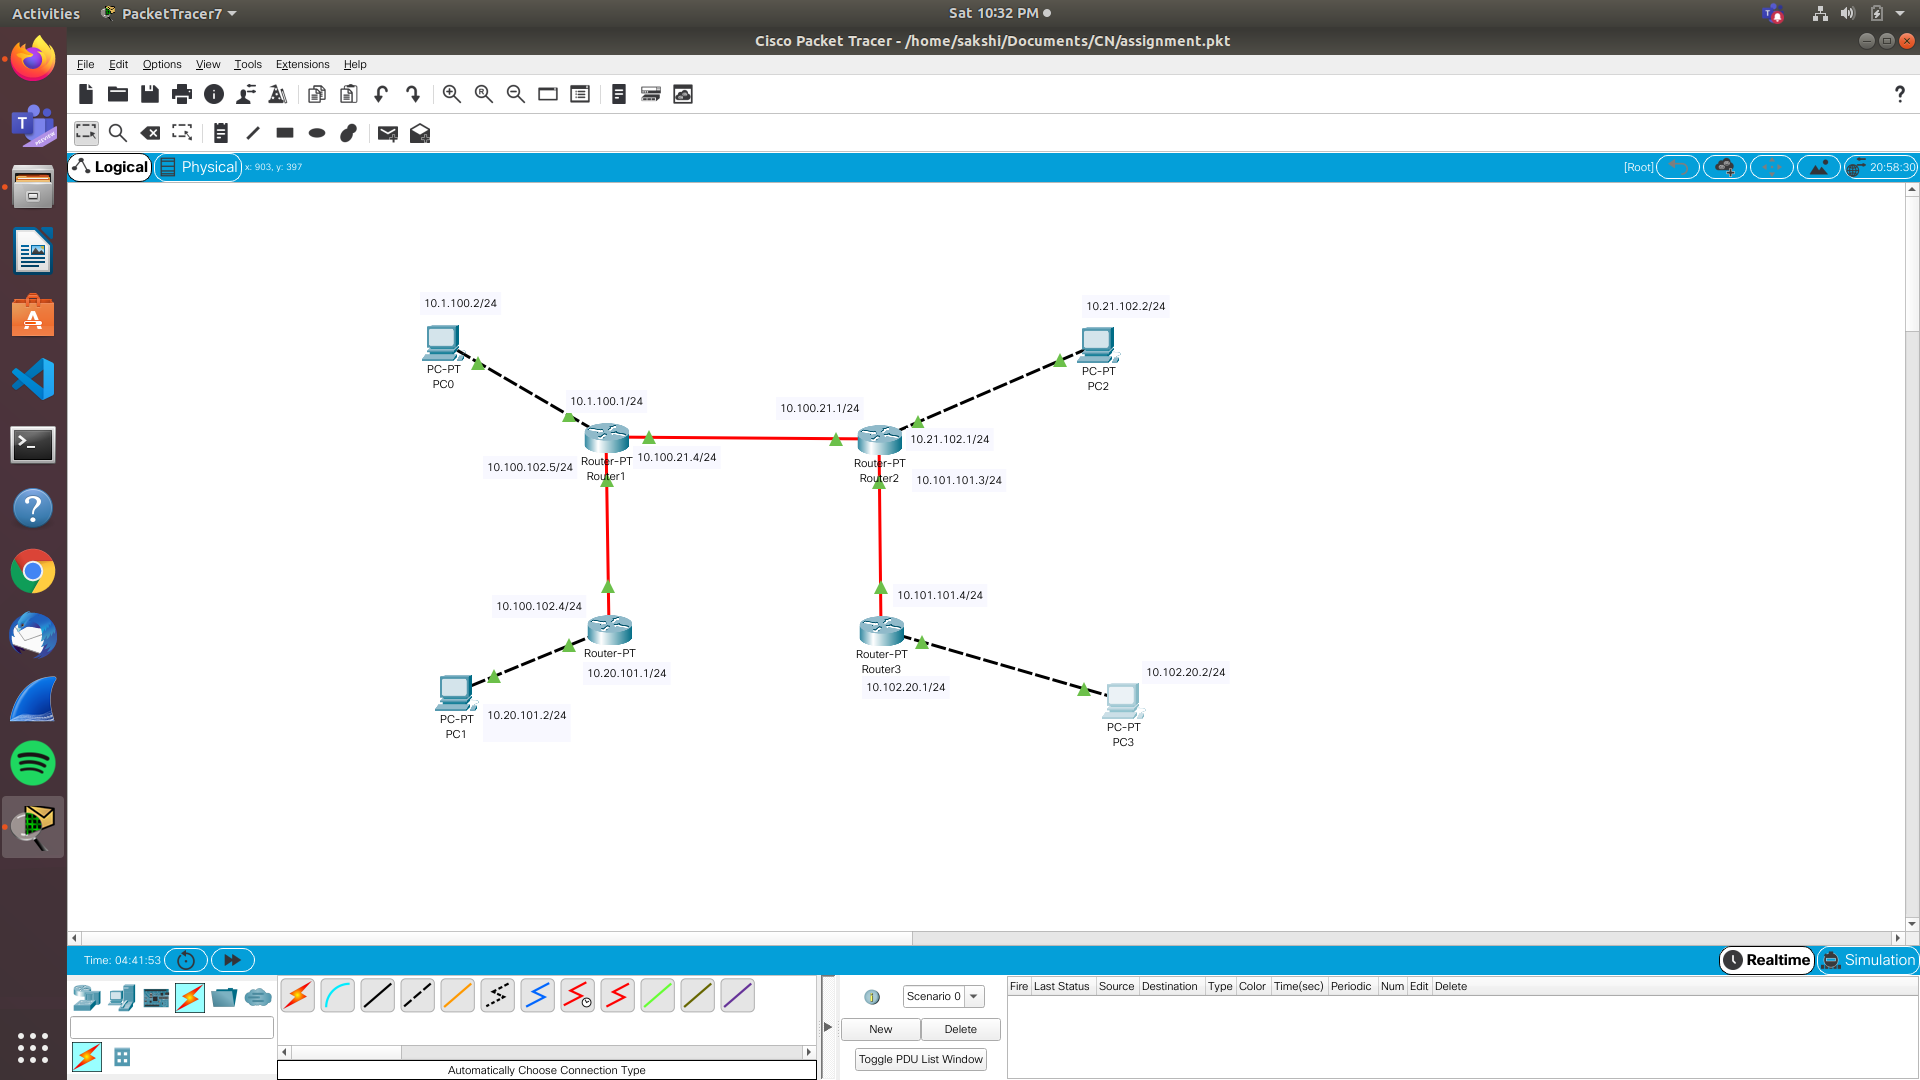 Activities
PacketTracer7
Sat 10:32 PM
Cisco Packet Tracer - /home/sakshi/Documents/CN/assignment.pkt
File Edit Options View Tools Extensions Help
?
Logical
Physical
x: 903, y: 397
[Root]
20:58:30
10.1.100.2/24
PC-PT
PC0
10.21.102.2/24
PC-PT
PC2
10.1.100.1/24
10.100.21.1/24
10.100.102.5/24
Router-PT
Router1
10.100.21.4/24
Router-PT
Router2
10.21.102.1/24
10.101.101.3/24
10.100.102.4/24
Router-PT
10.20.101.1/24
10.101.101.4/24
Router-PT
Router3
10.102.20.1/24
10.102.20.2/24
PC-PT
PC1
10.20.101.2/24
PC-PT
PC3
Time: 04:41:53
Realtime
Simulation
Scenario 0
New
Delete
Toggle PDU List Window
Fire Last Status Source Destination Type Color Time(sec) Periodic Num Edit Delete
Automatically Choose Connection Type